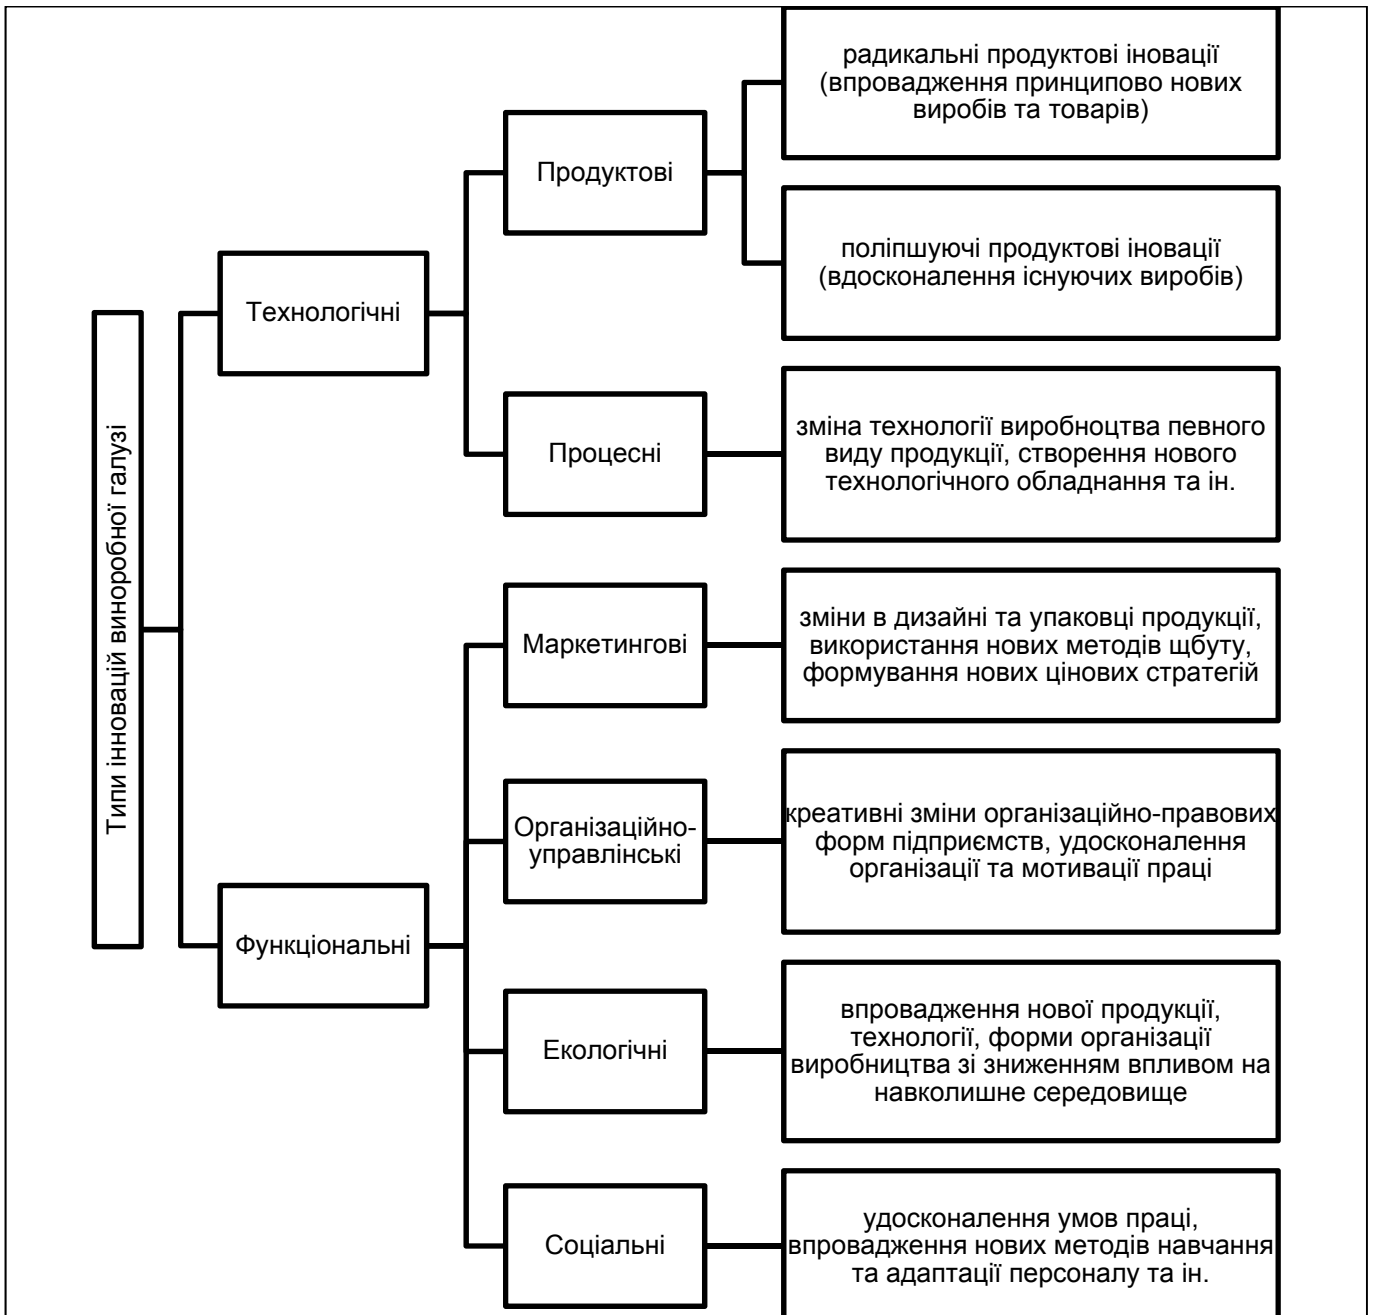 Типи інновацій виноробної галузі
Технологічні
Продуктові
радикальні продуктові іновації
(впровадження принципово нових
виробів та товарів)
поліпшуючі продуктові іновації
(вдосконалення існуючих виробів)
Процесні
зміна технології виробноцтва певного
виду продукції, створення нового
технологічного обладнання та ін.
Функціональні
Маркетингові
зміни в дизайні та упаковці продукції,
використання нових методів щбуту,
формування нових цінових стратегій
Організаційно-
управлінські
креативні зміни організаційно-правових
форм підприємств, удосконалення
організації та мотивації праці
Екологічні
впровадження нової продукції,
технології, форми організації
виробництва зі зниженням впливом на
навколишне середовище
Соціальні
удосконалення умов праці,
впровадження нових методів навчання
та адаптації персоналу та ін.